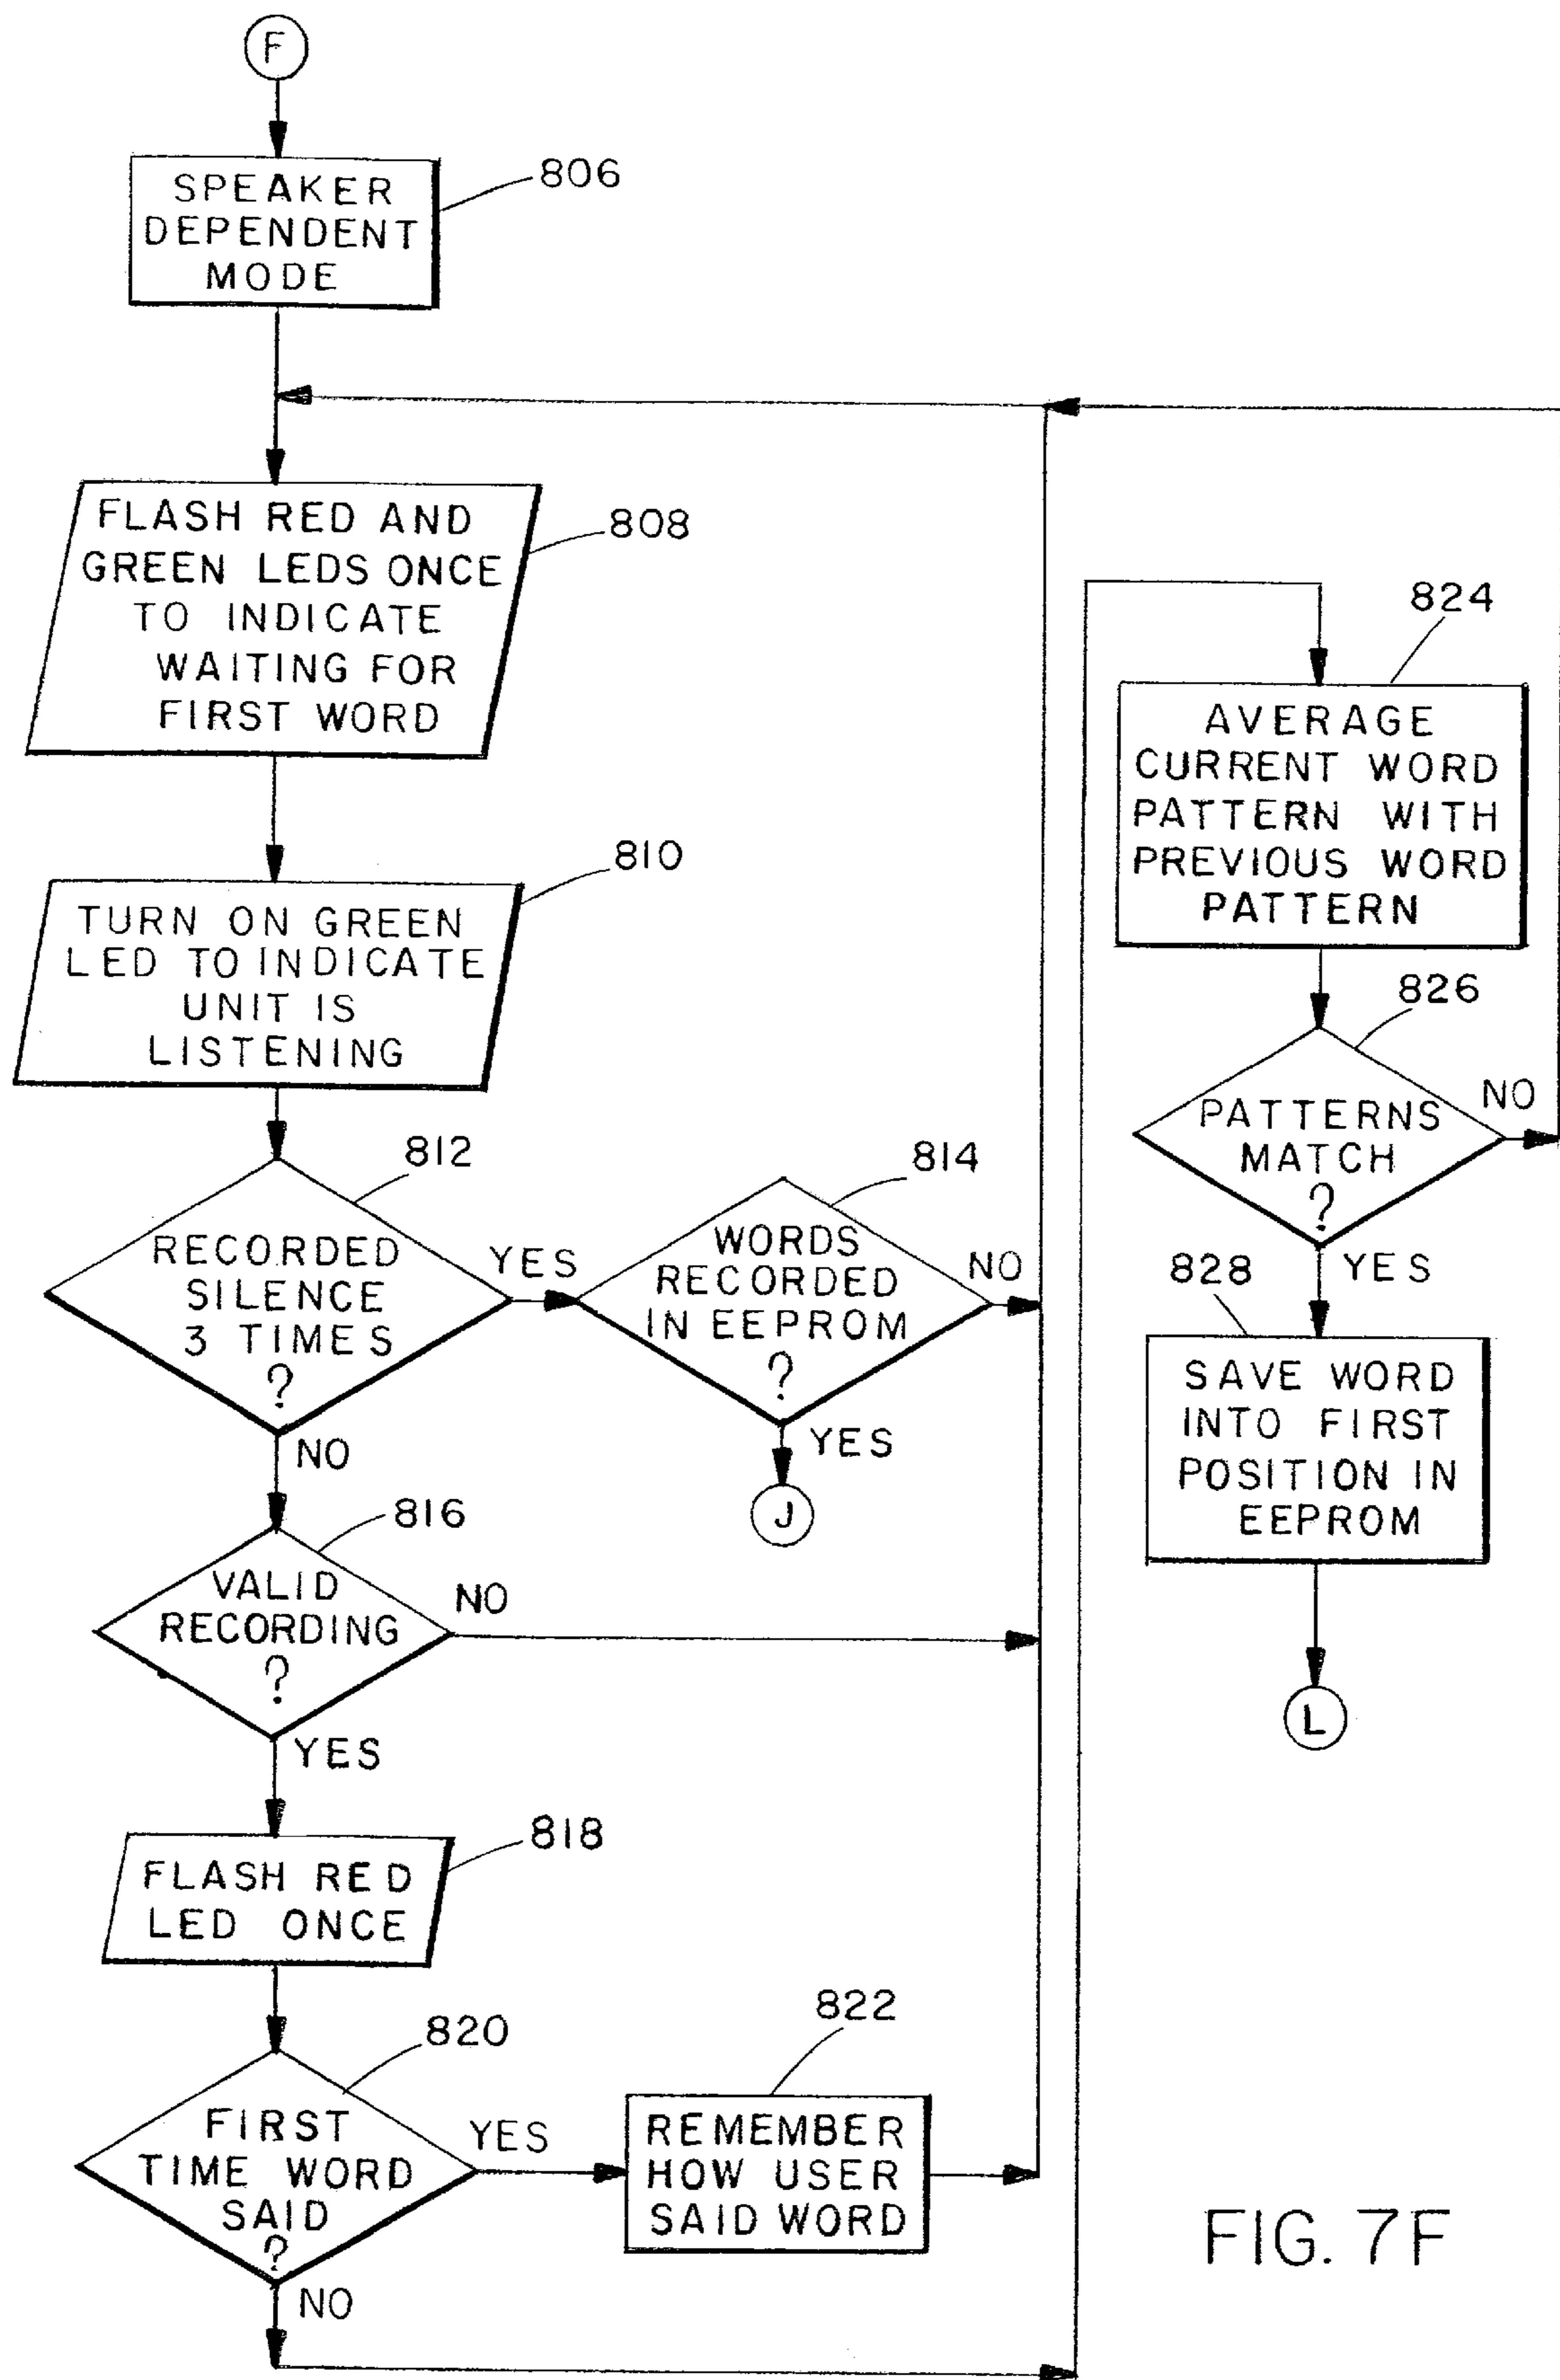 F
SPEAKER
DEPENDENT
MODE
806
FLASH RED AND
GREEN LEDS ONCE
TO INDICATE
WAITING FOR
FIRST WORD
808
TURN ON GREEN
LED TO INDICATE
UNIT IS
LISTENING
810
RECORDED
SILENCE
3 TIMES
?
812
YES
NO
WORDS
RECORDED
IN EEPROM
?
814
NO
YES
J
VALID
RECORDING
?
816
NO
YES
FLASH RED
LED ONCE
818
FIRST
TIME WORD
SAID
?
820
YES
NO
REMEMBER
HOW USER
SAID WORD
822
AVERAGE
CURRENT WORD
PATTERN WITH
PREVIOUS WORD
PATTERN
824
PATTERNS
MATCH
?
826
NO
YES
SAVE WORD
INTO FIRST
POSITION IN
EEPROM
828
L
FIG. 7F